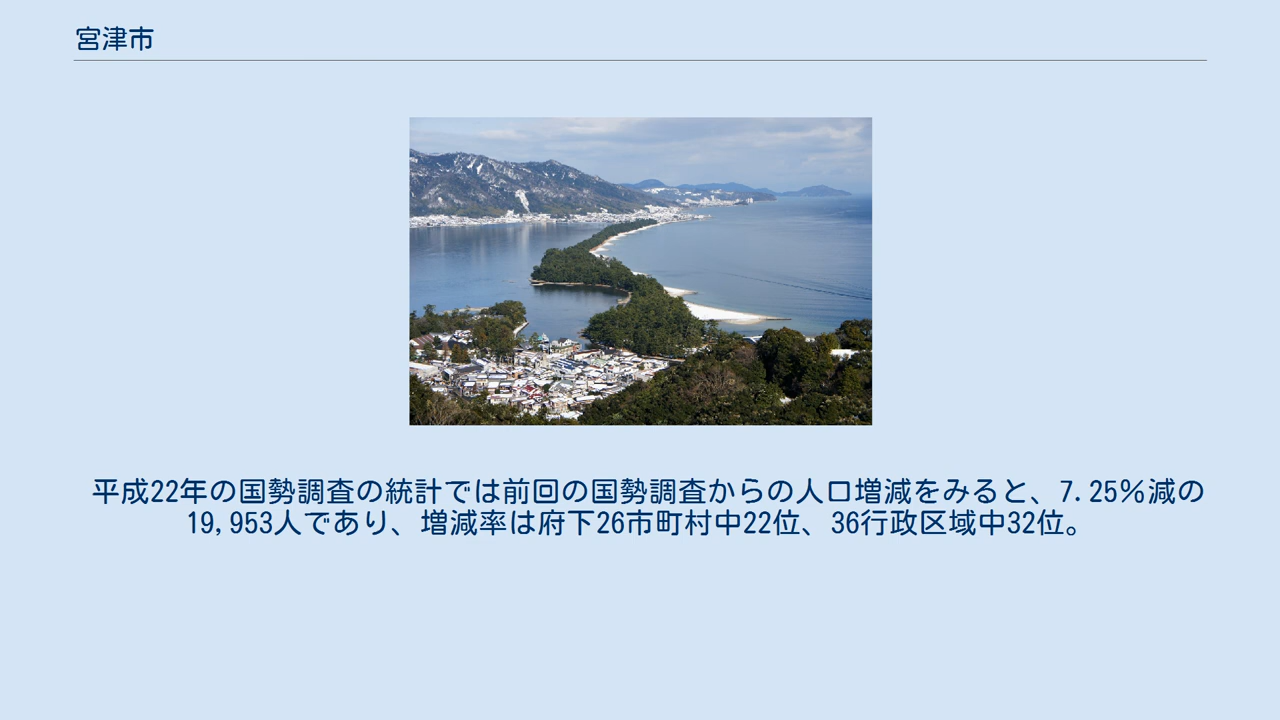 宮津市
平成22年の国勢調査の統計では前回の国勢調査からの人口増減をみると、7.25％減の
19,953人であり、増減率は府下26市町村中22位、36行政区域中32位。